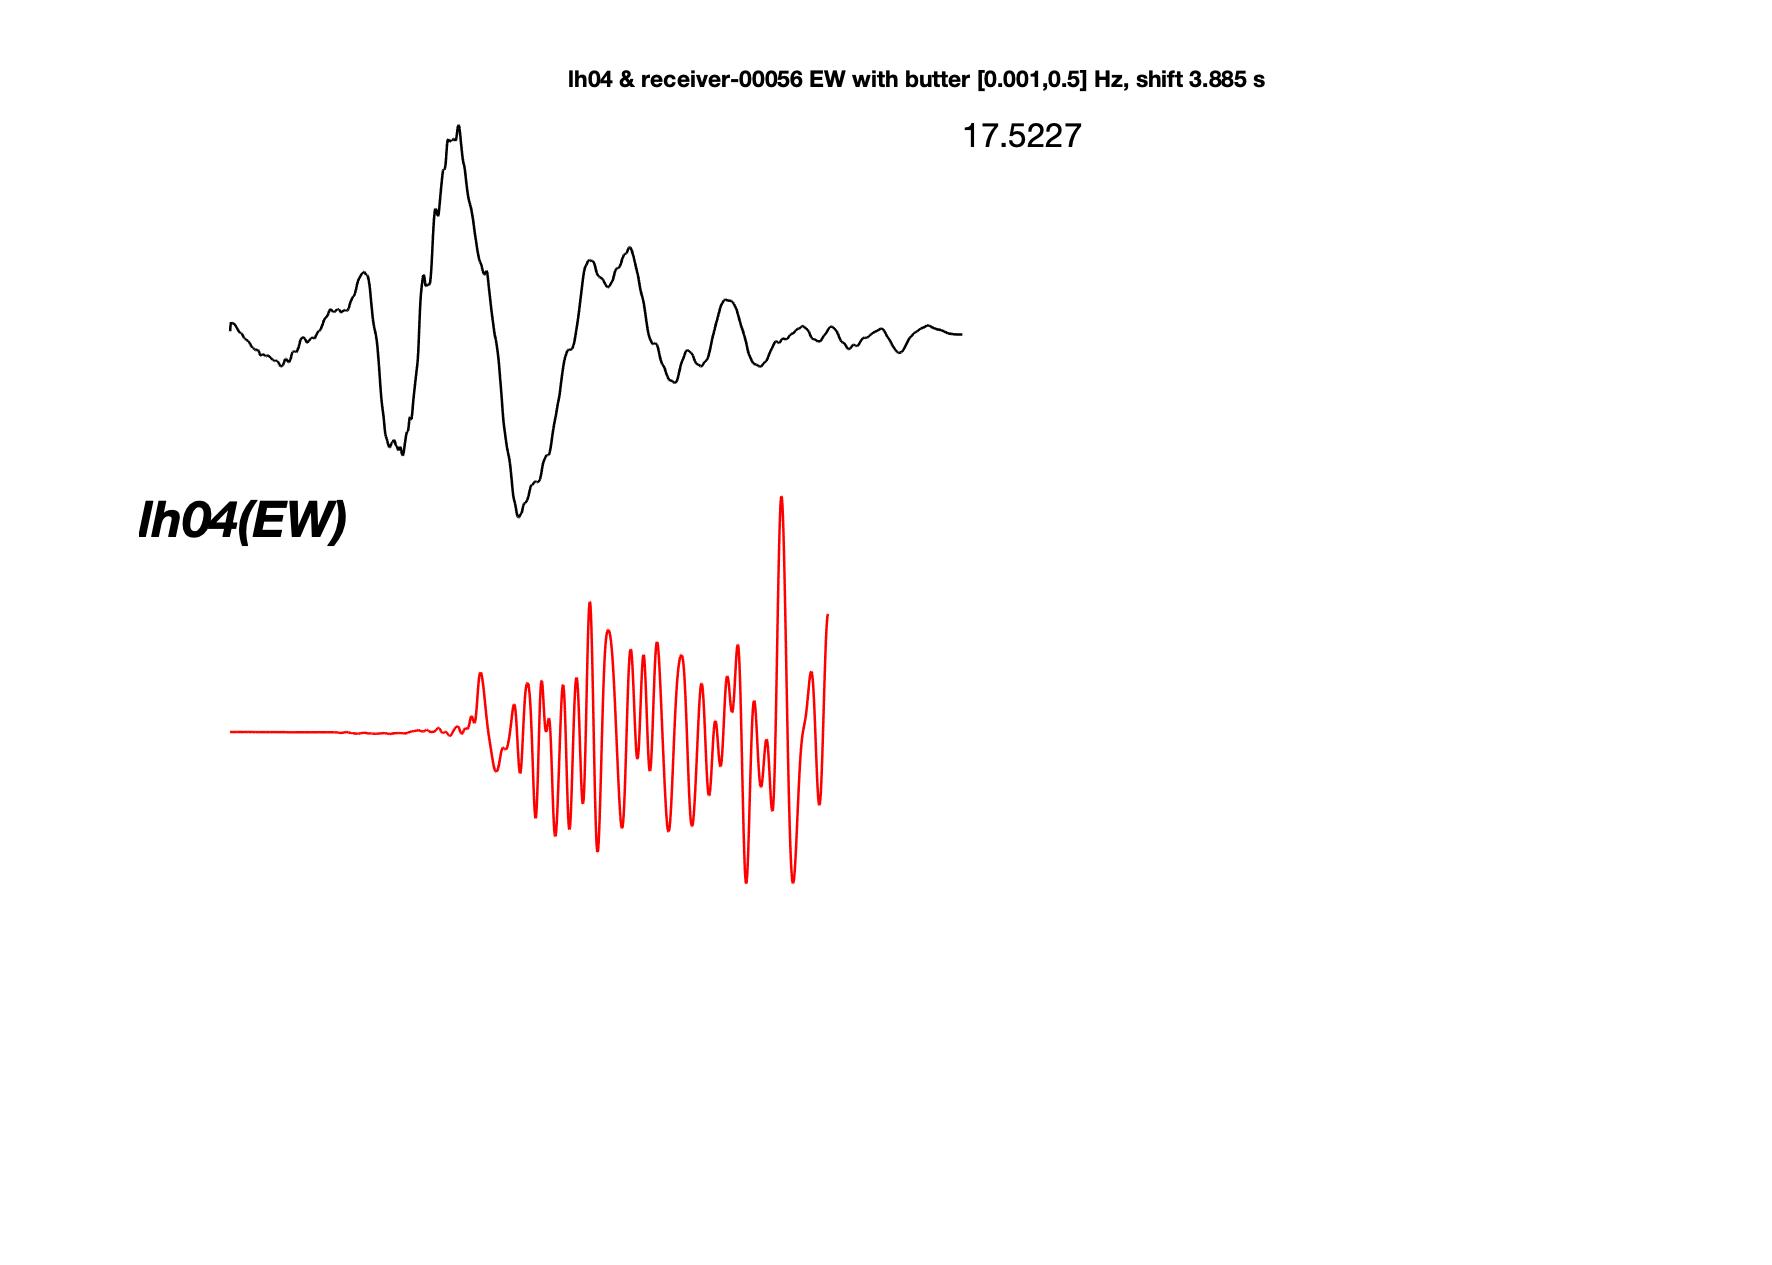 lh04 & receiver-00056 EW with butter [0.001,0.5] Hz, shift 3.885 s
17.5227
lh04(EW)